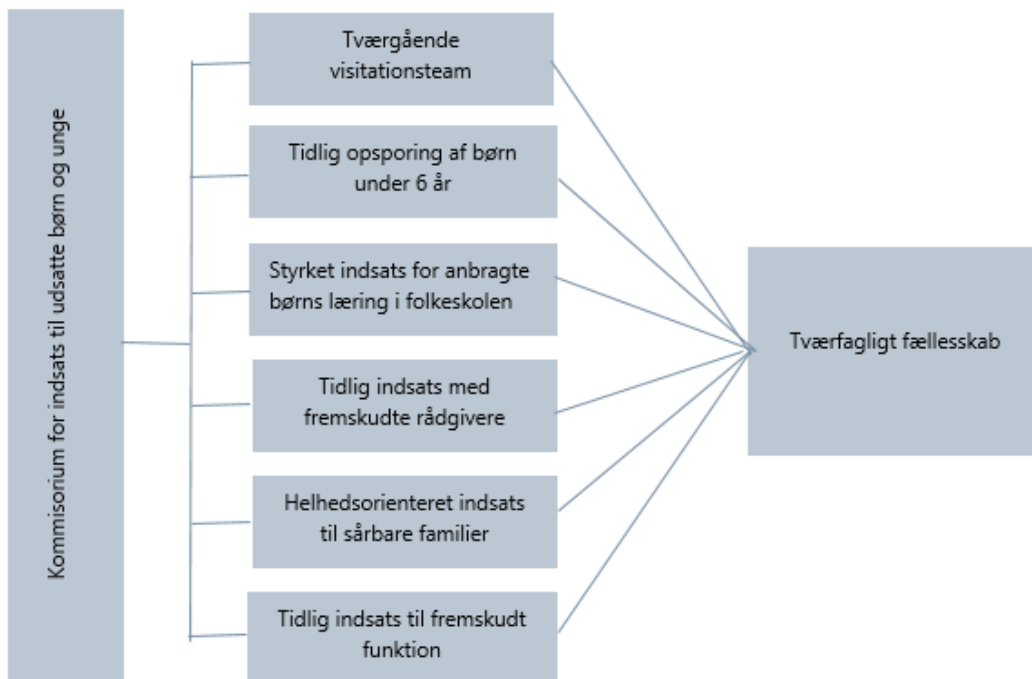 Kommisorium for indsats til udsatte børn og unge
Tværgående
visitationsteam
Tidlig opsporing af børn
under 6 år
Styrket indsats for anbragte
børns læring i folkeskolen
Tidlig indsats med
fremskudte rådgivere
Helhedsorienteret indsats
til sårbare familier
Tidlig indsats til fremskudt
funktion
Tværfagligt fællesskab